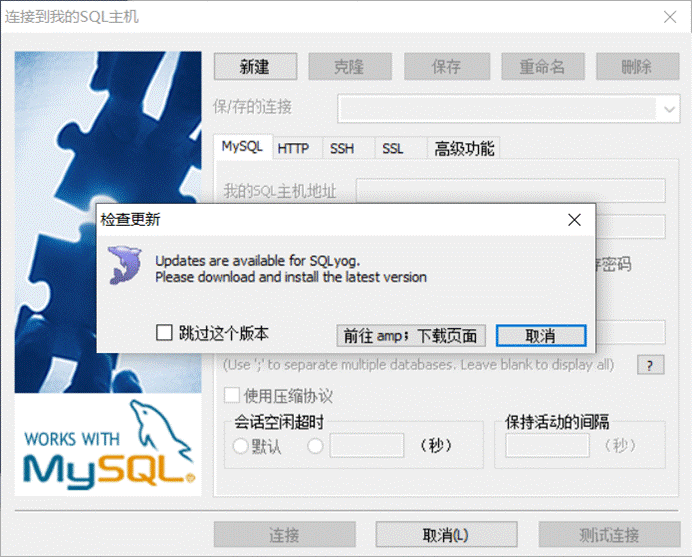 连接到我的SQL主机
新建
克隆
保存
重命名
删除
保/存的连接
MySQL
HTTP
SSH
SSL
高级功能
我的SQL主机地址
检查更新
Updates are available for SQLyog.
Please download and install the latest version
存密码
跳过这个版本
前往 amp；下载页面
取消
(Use ';' to separate multiple databases. Leave blank to display all)
?
使用压缩协议
会话空闲超时
保持活动的间隔
默认
（秒）
（秒）
WORKS WITH
MySQL®
连接
取消(L)
测试连接